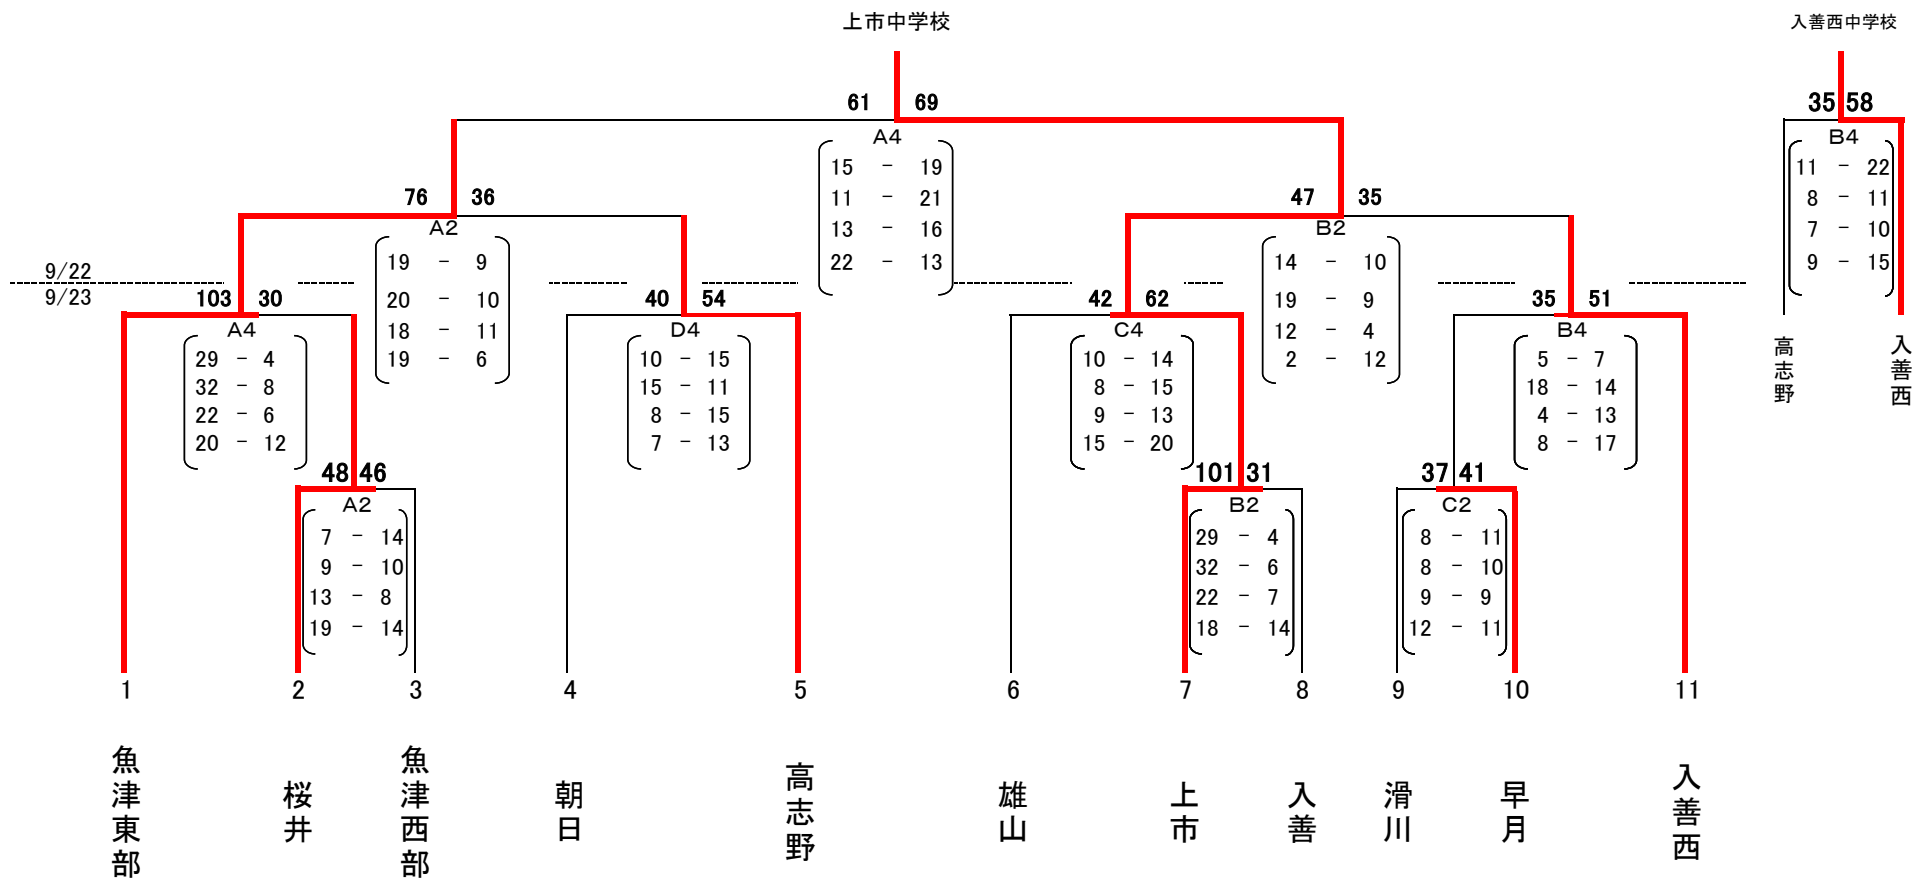 上市中学校
入善西中学校
61 69
A4
15 - 19
11 - 21
13 - 16
22 - 13
35 58
B4
11 - 22
8 - 11
7 - 10
9 - 15
高志野
入善西
76 36
A2
19 - 9
20 - 10
18 - 11
19 - 6
47 35
B2
14 - 10
19 - 9
12 - 4
2 - 12
9/22
9/23
103 30
A4
29 - 4
32 - 8
22 - 6
20 - 12
40 54
D4
10 - 15
15 - 11
8 - 15
7 - 13
42 62
C4
10 - 14
8 - 15
9 - 13
15 - 20
35 51
B4
5 - 7
18 - 14
4 - 13
8 - 17
48 46
A2
7 - 14
9 - 10
13 - 8
19 - 14
101 31
B2
29 - 4
32 - 6
22 - 7
18 - 14
37 41
C2
8 - 11
8 - 10
9 - 9
12 - 11
1 2 3 4 5 6 7 8 9 10 11
魚津東部
桜井
魚津西部
朝日
高志野
雄山
上市
入善
滑川
早月
入善西